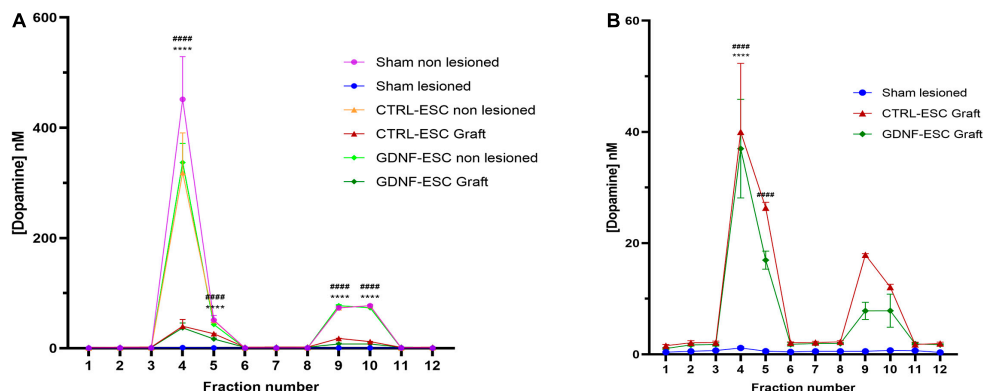 A
600
400
200
0
[Dopamine] nM
####
****
####
****
####
****
####
****
Sham non lesioned
Sham lesioned
CTRL-ESC non lesioned
CTRL-ESC Graft
GDNF-ESC non lesioned
GDNF-ESC Graft
1 2 3 4 5 6 7 8 9 10 11 12
Fraction number
B
60
40
20
0
[Dopamine] nM
####
****
####
Sham lesioned
CTRL-ESC Graft
GDNF-ESC Graft
1 2 3 4 5 6 7 8 9 10 11 12
Fraction number